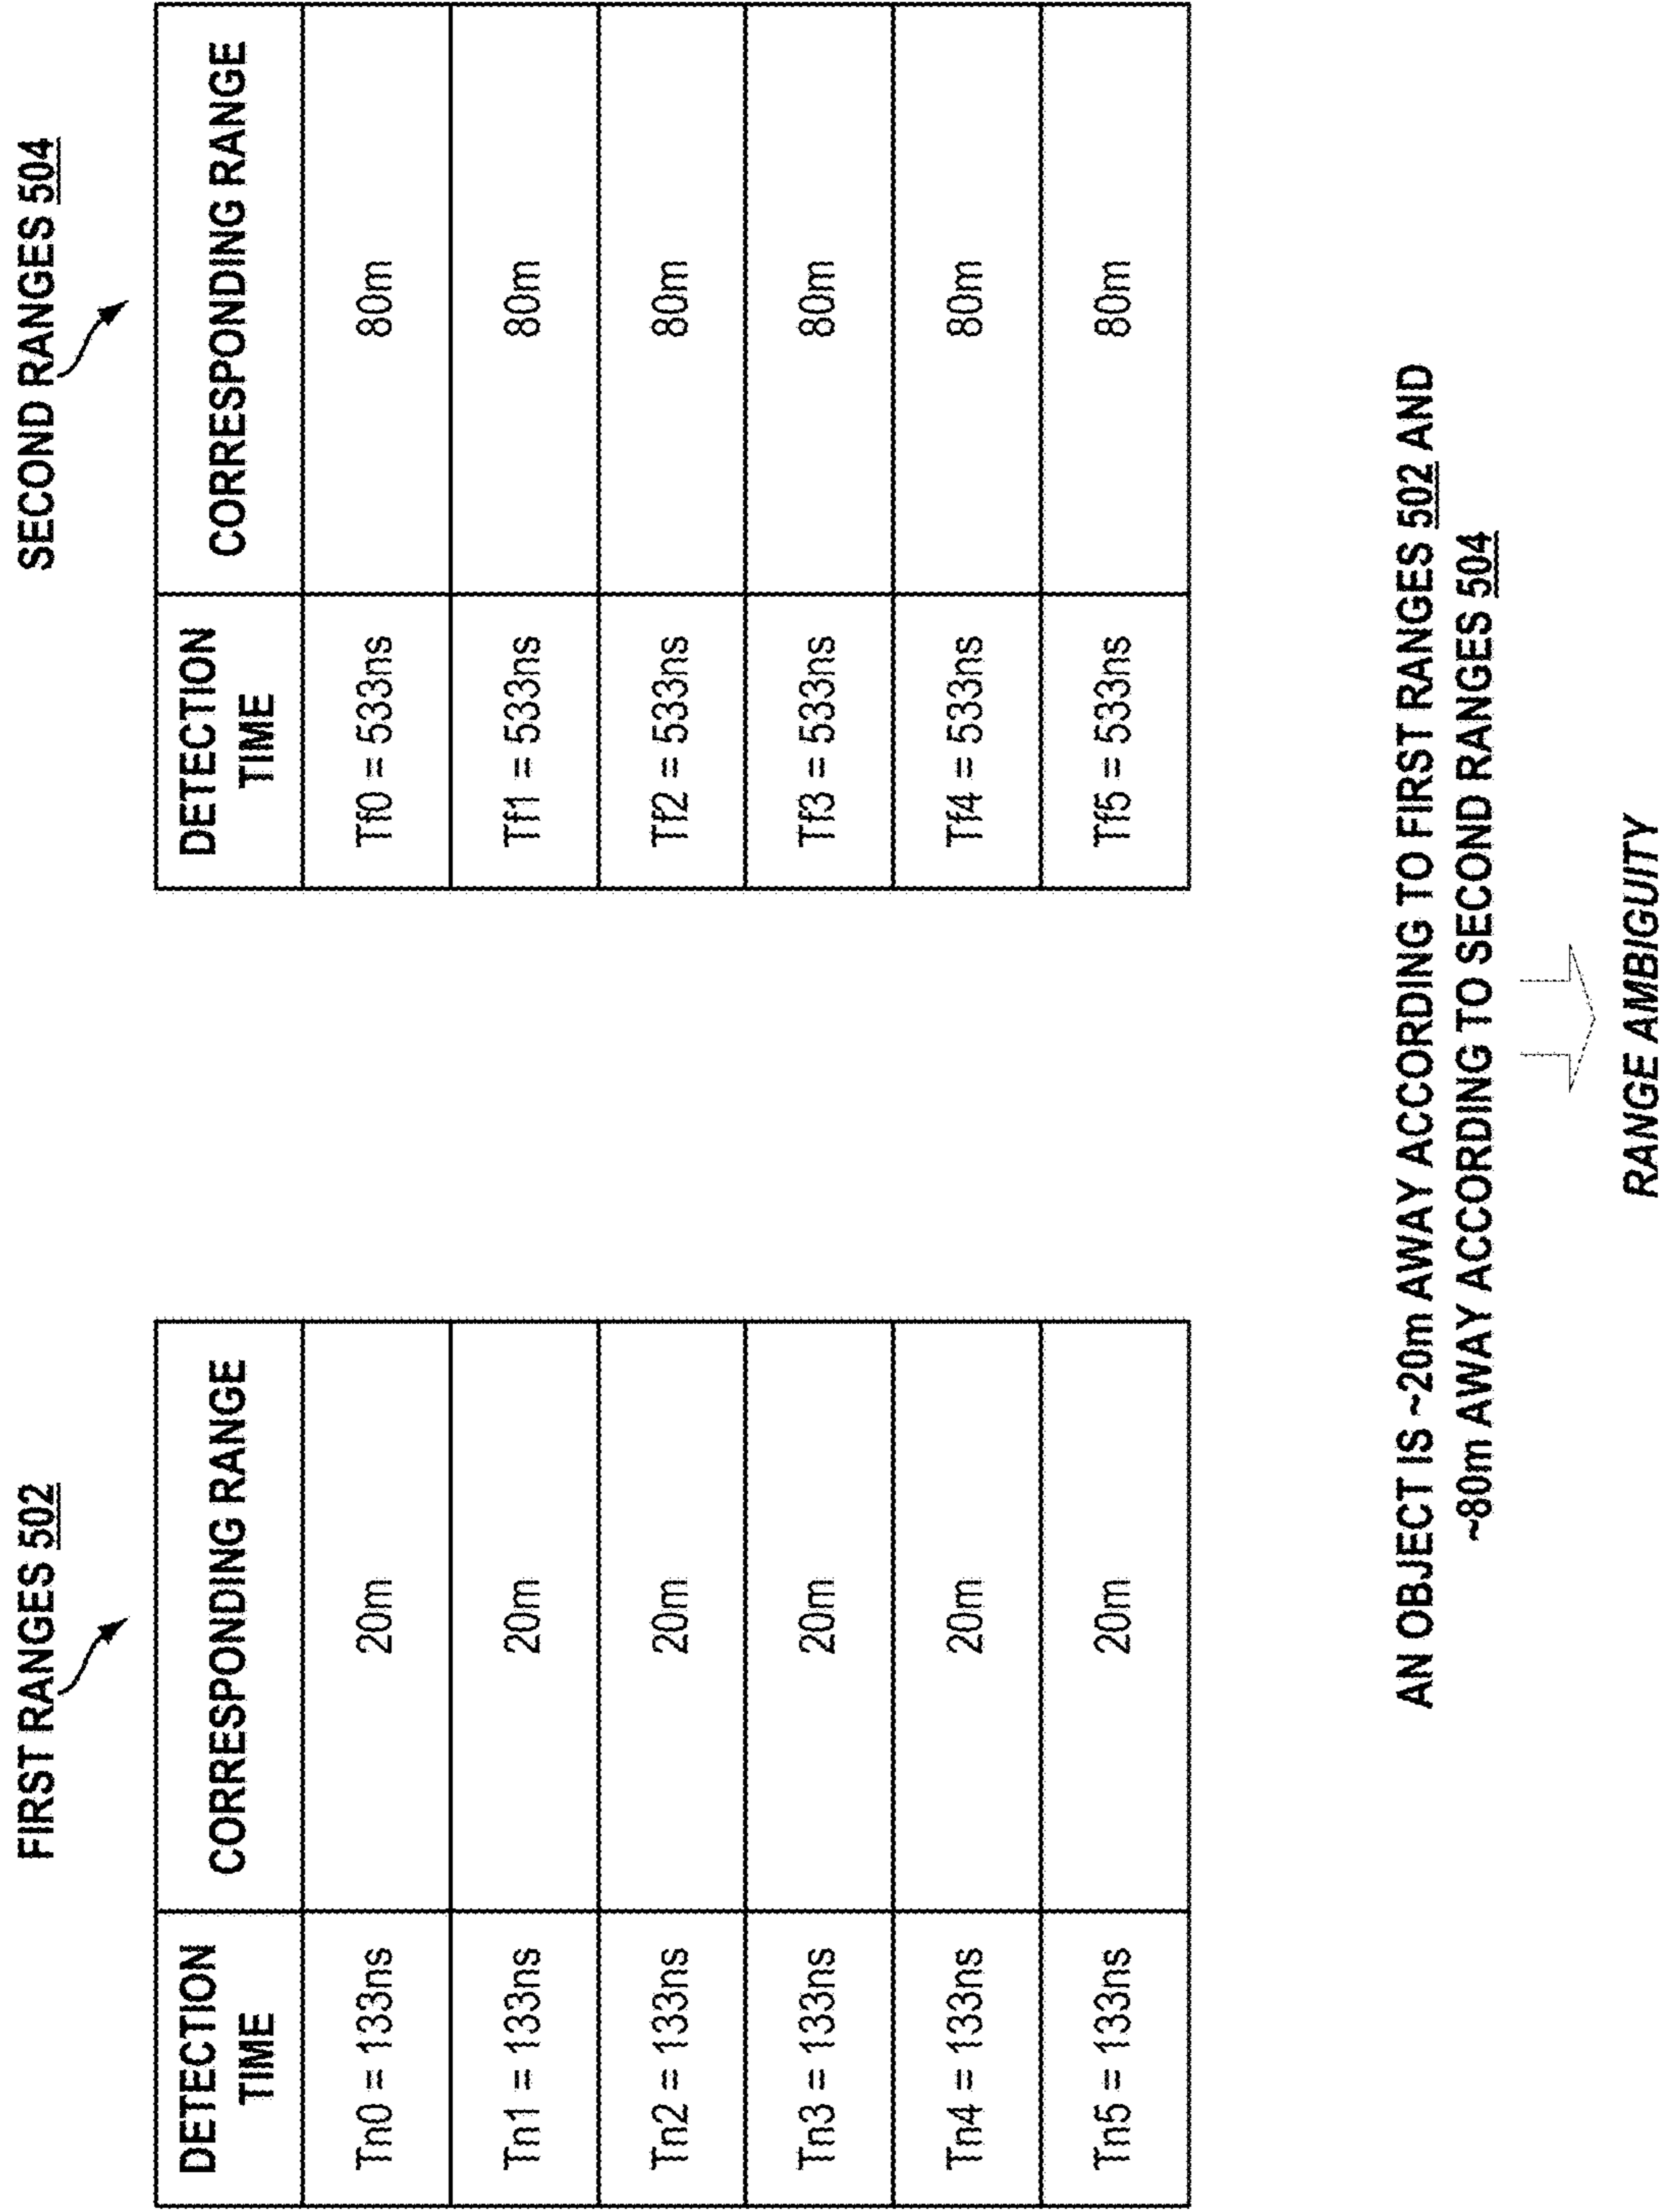 FIRST RANGES 502
DETECTION TIME CORRESPONDING RANGE
Tn0 = 133ns 20m
Tn1 = 133ns 20m
Tn2 = 133ns 20m
Tn3 = 133ns 20m
Tn4 = 133ns 20m
Tn5 = 133ns 20m
SECOND RANGES 504
DETECTION TIME CORRESPONDING RANGE
Tf0 = 533ns 80m
Tf1 = 533ns 80m
Tf2 = 533ns 80m
Tf3 = 533ns 80m
Tf4 = 533ns 80m
Tf5 = 533ns 80m
AN OBJECT IS ~20m AWAY ACCORDING TO FIRST RANGES 502 AND
~80m AWAY ACCORDING TO SECOND RANGES 504
RANGE AMBIGUITY